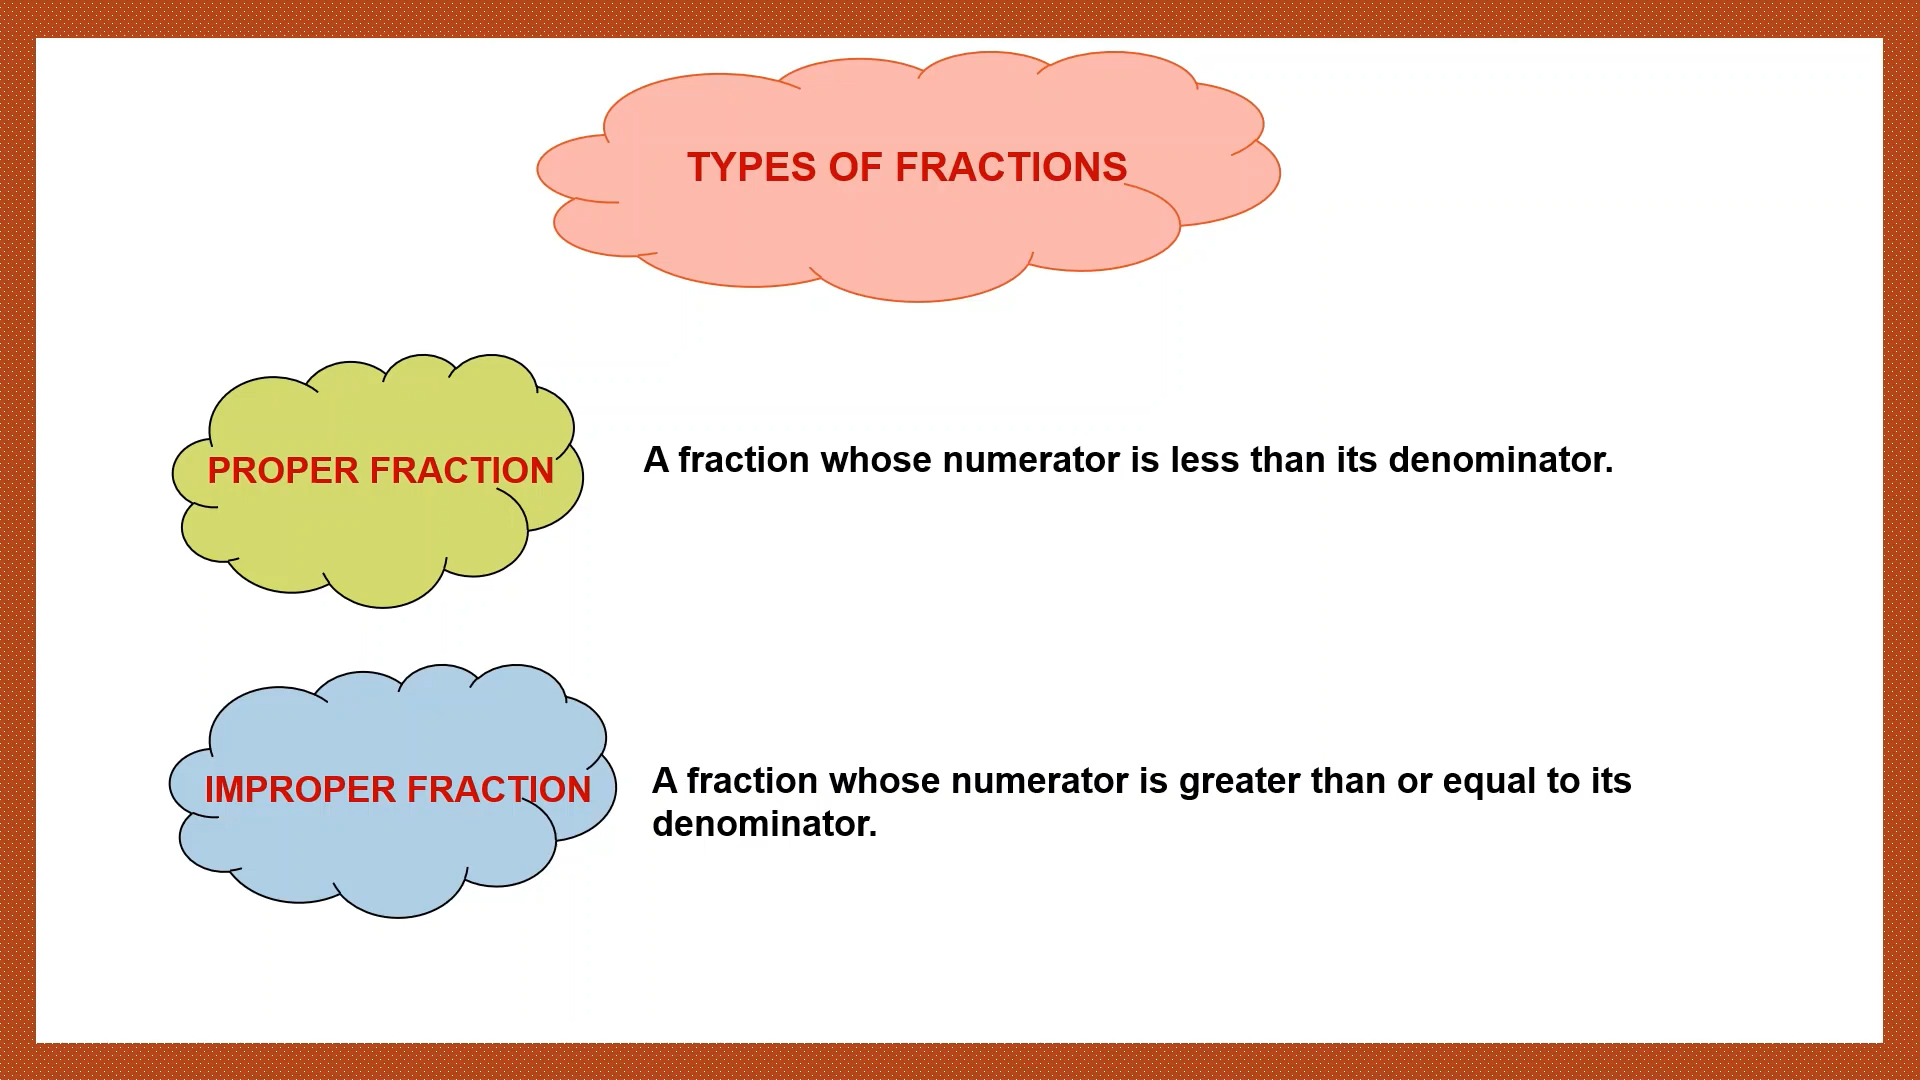 TYPES OF FRACTIONS
PROPER FRACTION
A fraction whose numerator is less than its denominator.
IMPROPER FRACTION
A fraction whose numerator is greater than or equal to its
denominator.